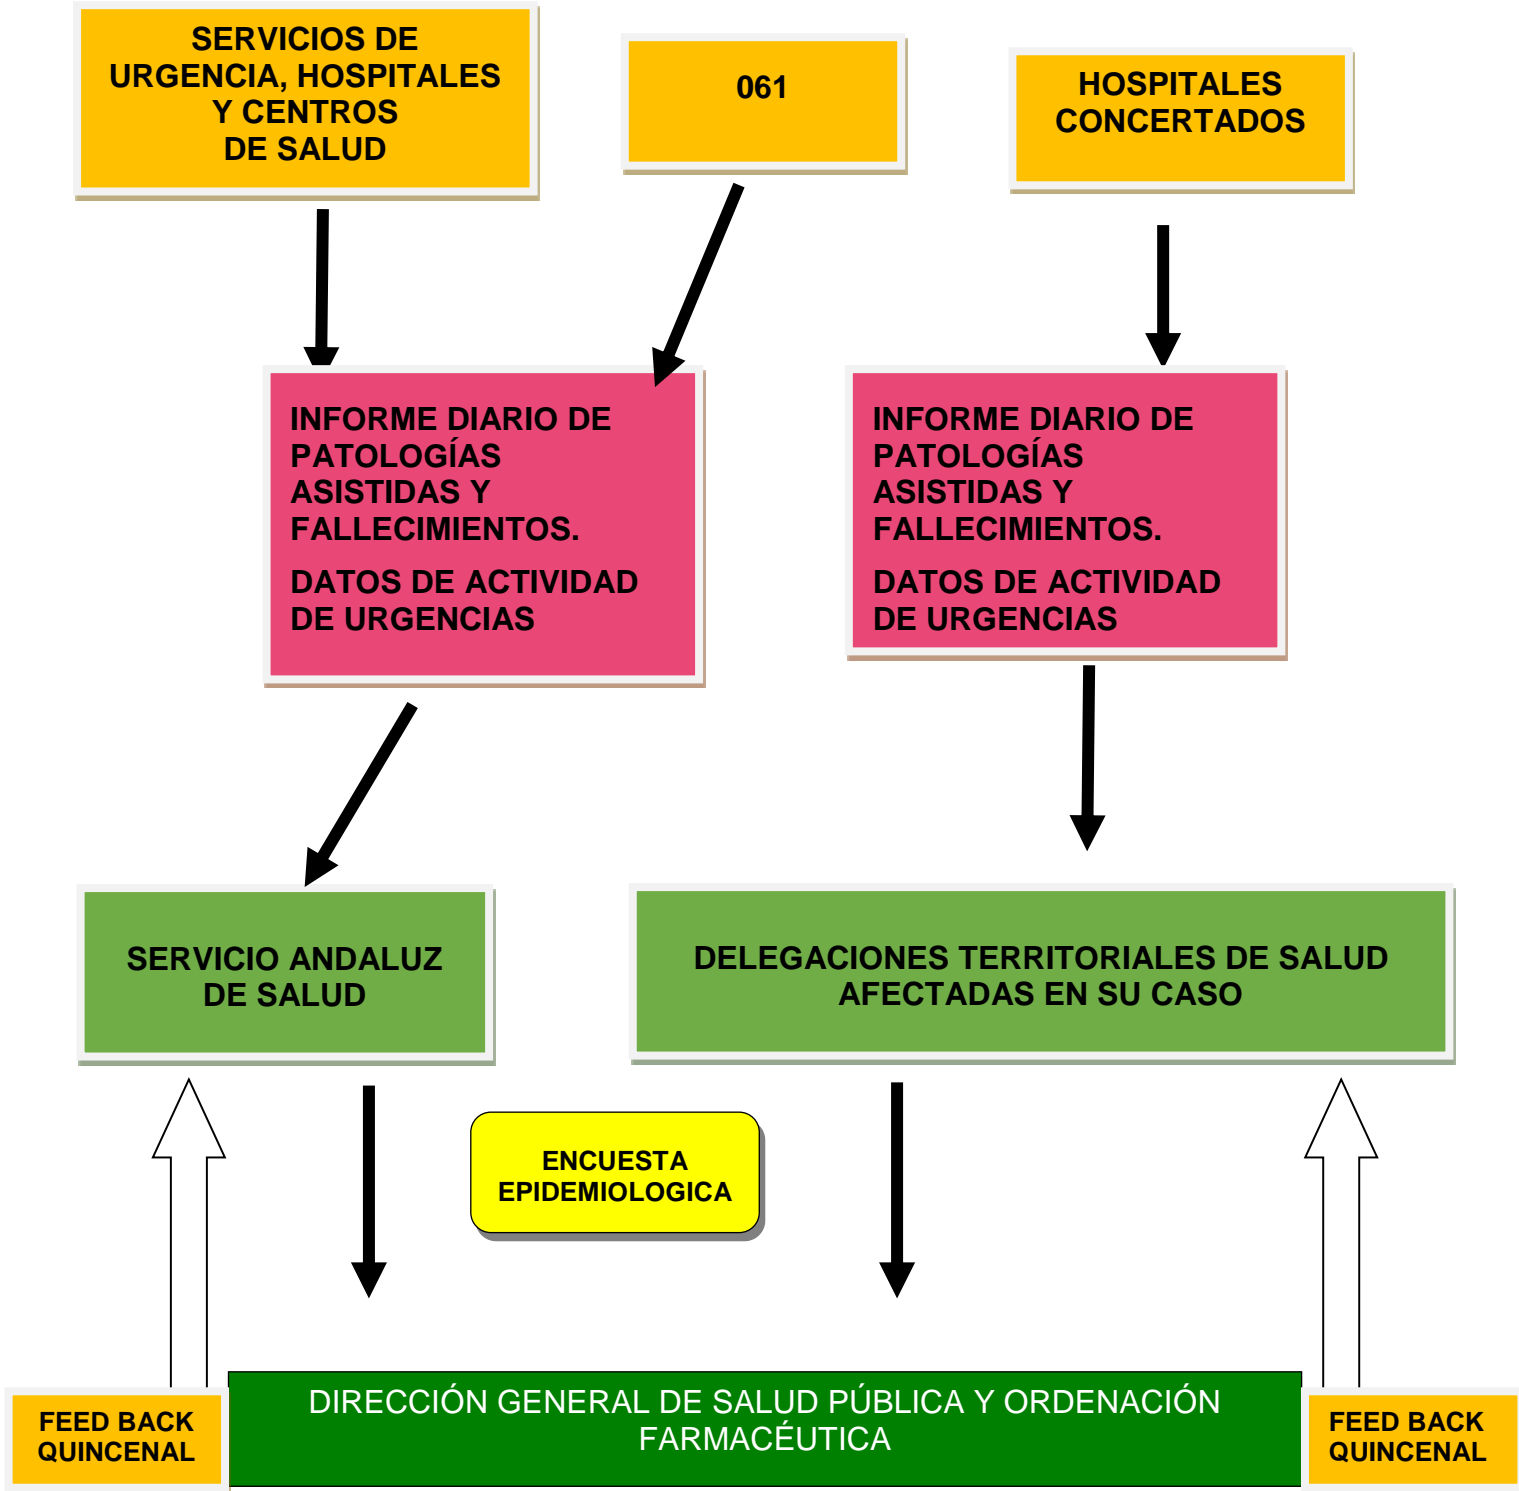 SERVICIOS DE
URGENCIA, HOSPITALES
Y CENTROS
DE SALUD
061
HOSPITALES
CONCERTADOS
INFORME DIARIO DE
PATOLOGÍAS
ASISTIDAS Y
FALLECIMIENTOS.
DATOS DE ACTIVIDAD
DE URGENCIAS
INFORME DIARIO DE
PATOLOGÍAS
ASISTIDAS Y
FALLECIMIENTOS.
DATOS DE ACTIVIDAD
DE URGENCIAS
SERVICIO ANDALUZ
DE SALUD
DELEGACIONES TERRITORIALES DE SALUD
AFECTADAS EN SU CASO
ENCUESTA
EPIDEMIOLOGICA
FEED BACK
QUINCENAL
DIRECCIÓN GENERAL DE SALUD PÚBLICA Y ORDENACIÓN
FARMACÉUTICA
FEED BACK
QUINCENAL